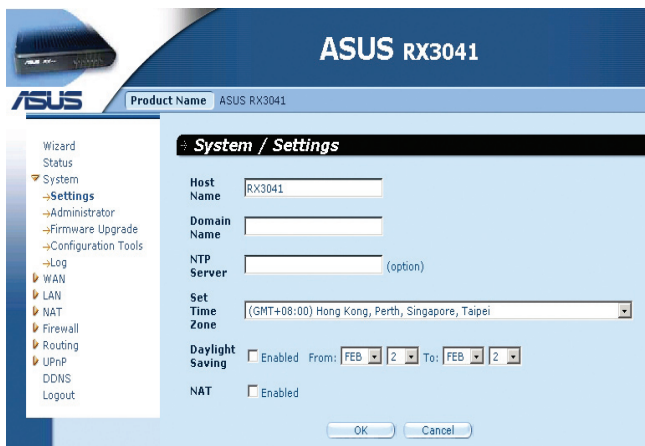 ASUS RX3041
ASUS
Product Name ASUS RX3041
Wizard
Status
System
Settings
Administrator
Firmware Upgrade
Configuration Tools
Log
WAN
LAN
NAT
Firewall
Routing
UPnP
DDNS
Logout
System / Settings
Host Name RX3041
Domain Name
NTP Server (option)
Set Time Zone (GMT+08:00) Hong Kong, Perth, Singapore, Taipei
Daylight Saving Enabled From: FEB 2 To: FEB 2
NAT Enabled
OK Cancel